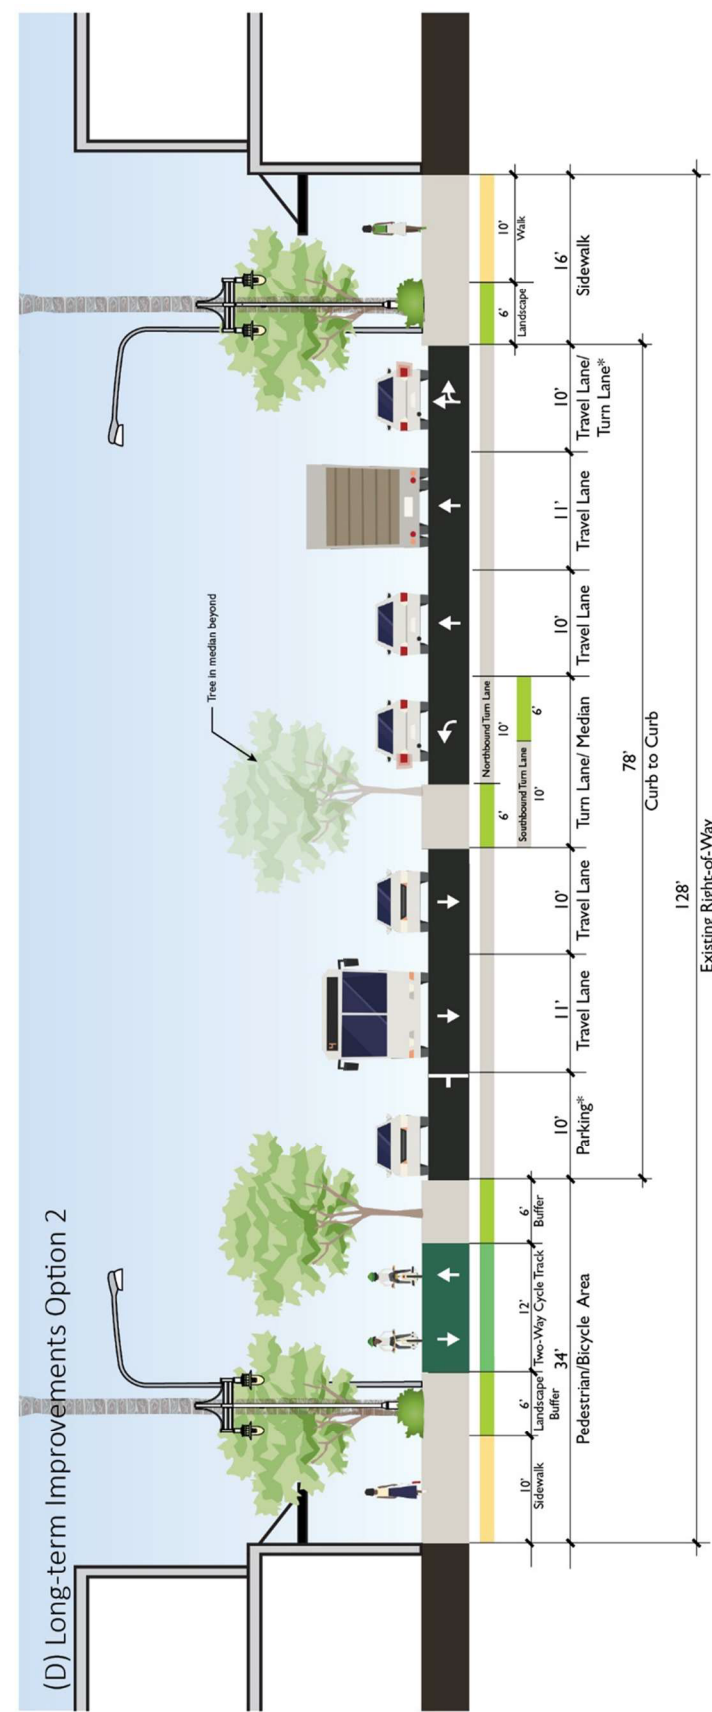 (D) Long-term Improvements Option 2
Tree in median beyond
10'
Sidewalk
6'
Landscape
Buffer
12'
Two-Way Cycle Track
6'
Buffer
6'
Northbound Turn Lane
10'
Southbound Turn Lane
10'
6'
6'
Landscape
10'
Walk
34'
Pedestrian/Bicycle Area
10'
Parking*
11'
Travel Lane
10'
Travel Lane
Turn Lane/ Median
10'
Travel Lane
11'
Travel Lane
10'
Travel Lane/
Turn Lane*
16'
Sidewalk
78'
Curb to Curb
128'
Existing Right-of-Way